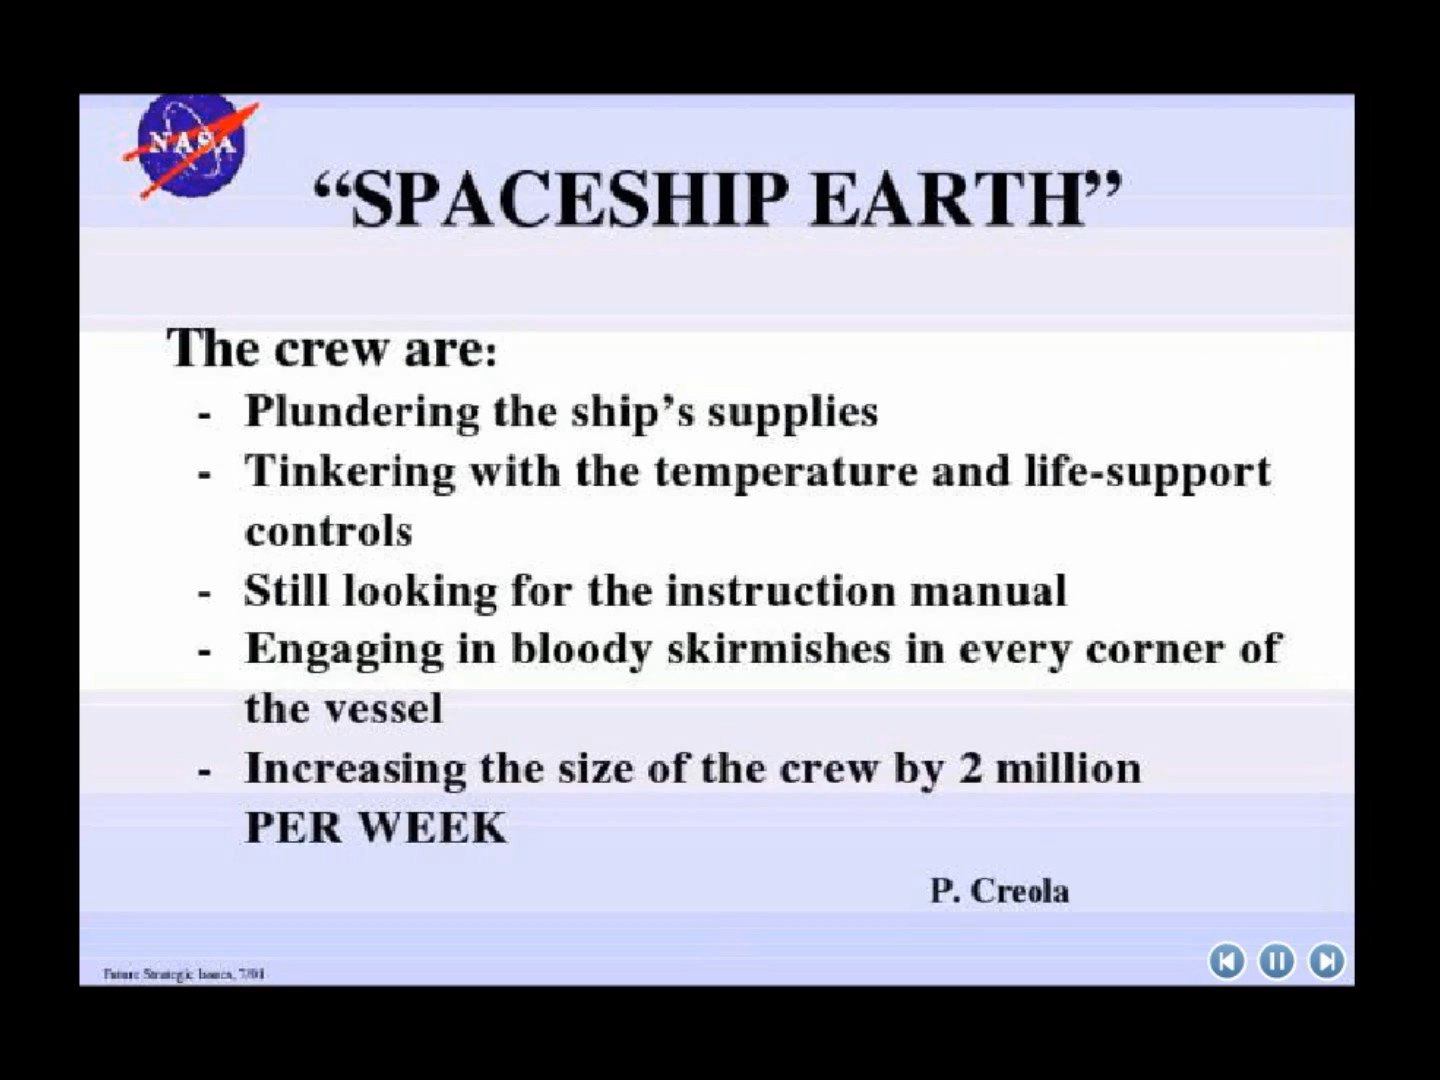 NASA
“SPACESHIP EARTH”
The crew are:
- Plundering the ship’s supplies
- Tinkering with the temperature and life-support
controls
- Still looking for the instruction manual
- Engaging in bloody skirmishes in every corner of
the vessel
- Increasing the size of the crew by 2 million
PER WEEK
P. Creola
Future Strategic Issues, 7/01